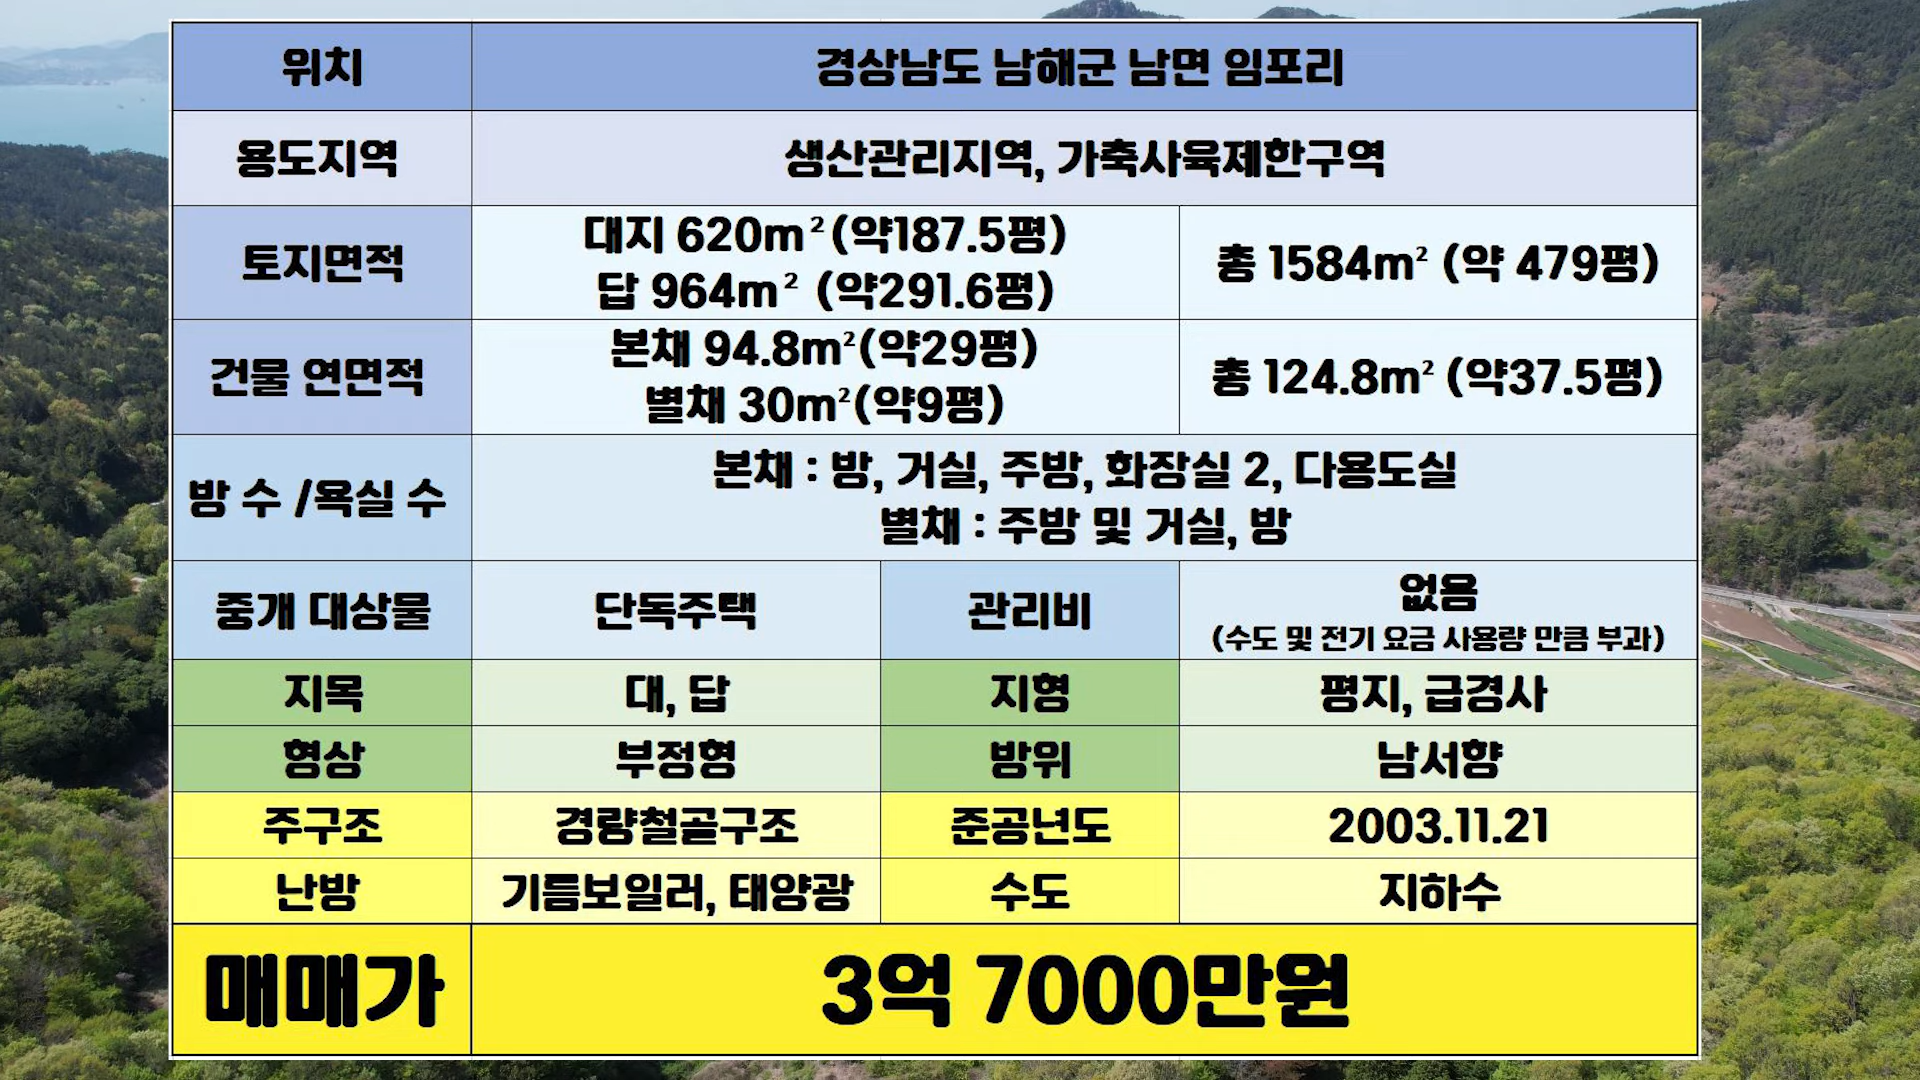 위치
경상남도 남해군 남면 임포리
용도지역
생산관리지역, 가축사육제한구역
토지면적
대지 620m²(약187.5평)
답 964m² (약291.6평)
총 1584m² (약 479평)
건물 연면적
본채 94.8m²(약29평)
별채 30m²(약9평)
총 124.8m² (약37.5평)
방 수 /욕실 수
본채 : 방, 거실, 주방, 화장실 2, 다용도실
별채 : 주방 및 거실, 방
중개 대상물
단독주택
관리비
없음
(수도 및 전기 요금 사용량 만큼 부과)
지목
대, 답
지형
평지, 급경사
형상
부정형
방위
남서향
주구조
경량철골구조
준공년도
2003.11.21
난방
기름보일러, 태양광
수도
지하수
매매가
3억 7000만원